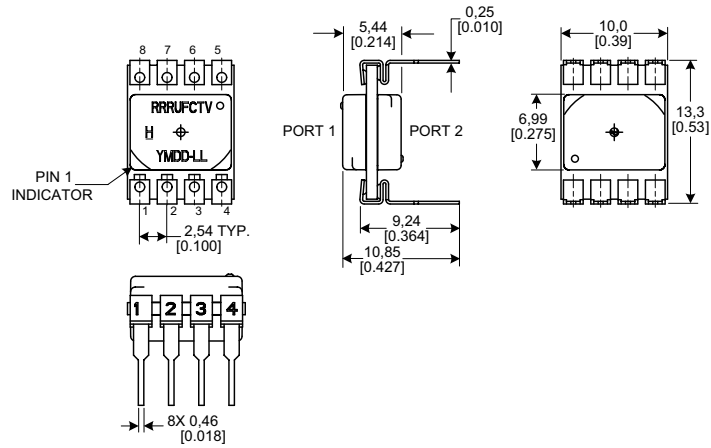 8 7 6 5
RRRUFCTV
H
YMDD-LL
PIN 1
INDICATOR
1 2 3 4
2,54 TYP.
[0.100]
5,44
[0.214]
0,25
[0.010]
PORT 1
PORT 2
9,24
[0.364]
10,85
[0.427]
10,0
[0.39]
6,99
[0.275]
13,3
[0.53]
1 2 3 4
8X 0,46
[0.018]